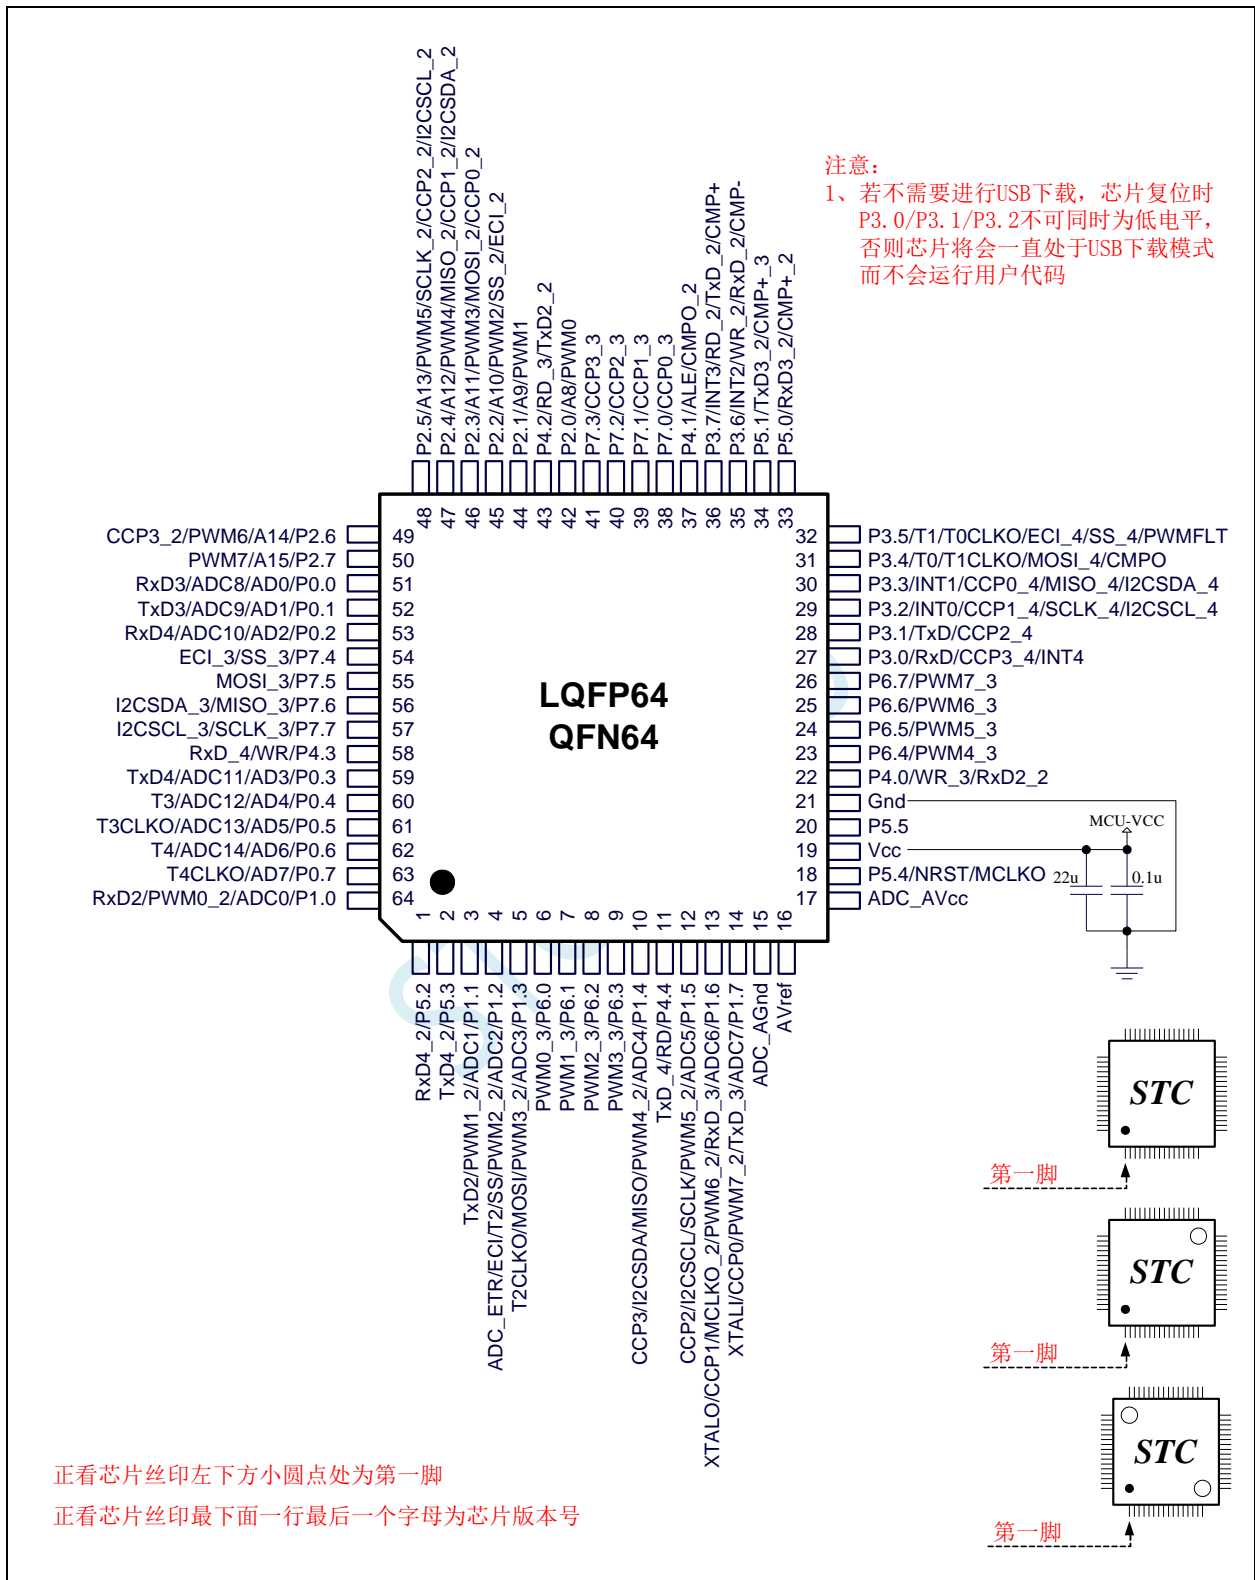 P2.5/A13/PWM5/SCLK_2/CCP2_2/I2CSCL_2
P2.4/A12/PWM4/MISO_2/CCP1_2/I2CSDA_2
P2.3/A11/PWM3/MOSI_2/CCP0_2
P2.2/A10/PWM2/SS_2/ECI_2
P2.1/A9/PWM1
P4.2/RD_3/TxD2_2
P2.0/A8/PWM0
P7.3/CCP3_3
P7.2/CCP2_3
P7.1/CCP1_3
P7.0/CCP0_3
P4.1/ALE/CMPO_2
P3.7/INT3/RD_2/TxD_2/CMP+
P3.6/INT2/WR_2/RxD_2/CMP-
P5.1/TxD3_2/CMP+_3
P5.0/RxD3_2/CMP+_2
注意：
1、若不需要进行USB下载，芯片复位时
P3.0/P3.1/P3.2不可同时为低电平，
否则芯片将会一直处于USB下载模式
而不会运行用户代码
48 47 46 45 44 43 42 41 40 39 38 37 36 35 34 33
CCP3_2/PWM6/A14/P2.6 49
PWM7/A15/P2.7 50
RxD3/ADC8/AD0/P0.0 51
TxD3/ADC9/AD1/P0.1 52
RxD4/ADC10/AD2/P0.2 53
ECI_3/SS_3/P7.4 54
MOSI_3/P7.5 55
I2CSDA_3/MISO_3/P7.6 56
I2CSCL_3/SCLK_3/P7.7 57
RxD_4/WR/P4.3 58
TxD4/ADC11/AD3/P0.3 59
T3/ADC12/AD4/P0.4 60
T3CLKO/ADC13/AD5/P0.5 61
T4/ADC14/AD6/P0.6 62
T4CLKO/AD7/P0.7 63
RxD2/PWM0_2/ADC0/P1.0 64
LQFP64
QFN64
32 P3.5/T1/T0CLKO/ECI_4/SS_4/PWMFLT
31 P3.4/T0/T1CLKO/MOSI_4/CMPO
30 P3.3/INT1/CCP0_4/MISO_4/I2CSDA_4
29 P3.2/INT0/CCP1_4/SCLK_4/I2CSCL_4
28 P3.1/TxD/CCP2_4
27 P3.0/RxD/CCP3_4/INT4
26 P6.7/PWM7_3
25 P6.6/PWM6_3
24 P6.5/PWM5_3
23 P6.4/PWM4_3
22 P4.0/WR_3/RxD2_2
21 Gnd
20 P5.5
19 Vcc
18 P5.4/NRST/MCLKO
17 ADC_AVcc
MCU-VCC
22u 0.1u
1 2 3 4 5 6 7 8 9 10 11 12 13 14 15 16
RxD4_2/P5.2
TxD4_2/P5.3
TxD2/PWM1_2/ADC1/P1.1
ADC_ETR/ECI/T2/SS/PWM2_2/ADC2/P1.2
T2CLKO/MOSI/PWM3_2/ADC3/P1.3
PWM0_3/P6.0
PWM1_3/P6.1
PWM2_3/P6.2
PWM3_3/P6.3
CCP3/I2CSDA/MISO/PWM4_2/ADC4/P1.4
TxD_4/RD/P4.4
CCP2/I2CSCL/SCLK/PWM5_2/ADC5/P1.5
XTALO/CCP1/MCLKO_2/PWM6_2/RxD_3/ADC6/P1.6
XTALI/CCP0/PWM7_2/TxD_3/ADC7/P1.7
ADC_AGnd
AVref
STC
第一脚
STC
第一脚
STC
第一脚
正看芯片丝印左下方小圆点处为第一脚
正看芯片丝印最下面一行最后一个字母为芯片版本号